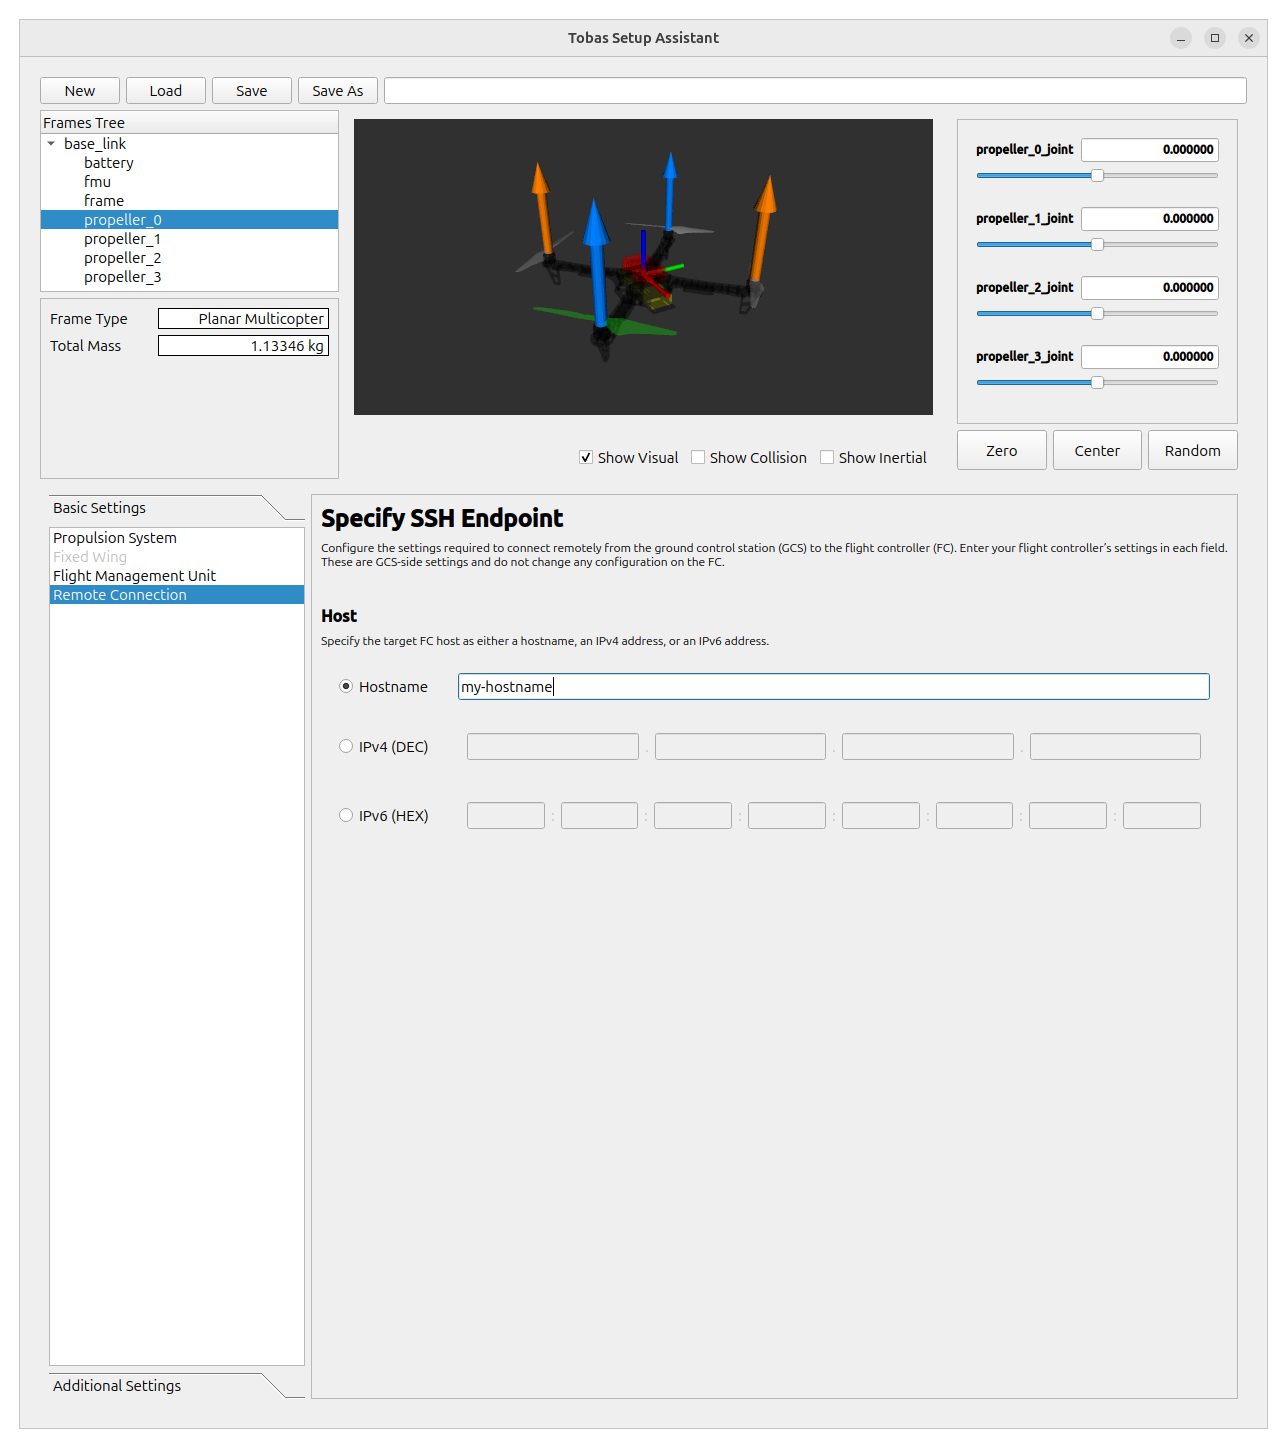 Tobas Setup Assistant
New
Load
Save
Save As
Frames Tree
base_link
battery
fmu
frame
propeller_0
propeller_1
propeller_2
propeller_3
Frame Type
Planar Multicopter
Total Mass
1.13346 kg
Show Visual
Show Collision
Show Inertial
propeller_0_joint
0.000000
propeller_1_joint
0.000000
propeller_2_joint
0.000000
propeller_3_joint
0.000000
Zero
Center
Random
Basic Settings
Propulsion System
Fixed Wing
Flight Management Unit
Remote Connection
Additional Settings
Specify SSH Endpoint
Configure the settings required to connect remotely from the ground control station (GCS) to the flight controller (FC). Enter your flight controller’s settings in each field.
These are GCS-side settings and do not change any configuration on the FC.
Host
Specify the target FC host as either a hostname, an IPv4 address, or an IPv6 address.
Hostname
my-hostname
IPv4 (DEC)
. . .
IPv6 (HEX)
: : : : : : :